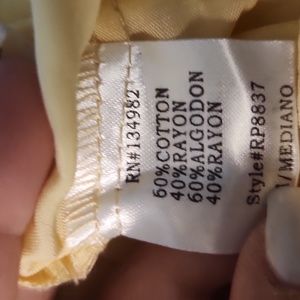 RN#134982
60%COTTON
40%RAYON
60%ALGODON
40%RAYON
Style#RP8837
/MEDIANO